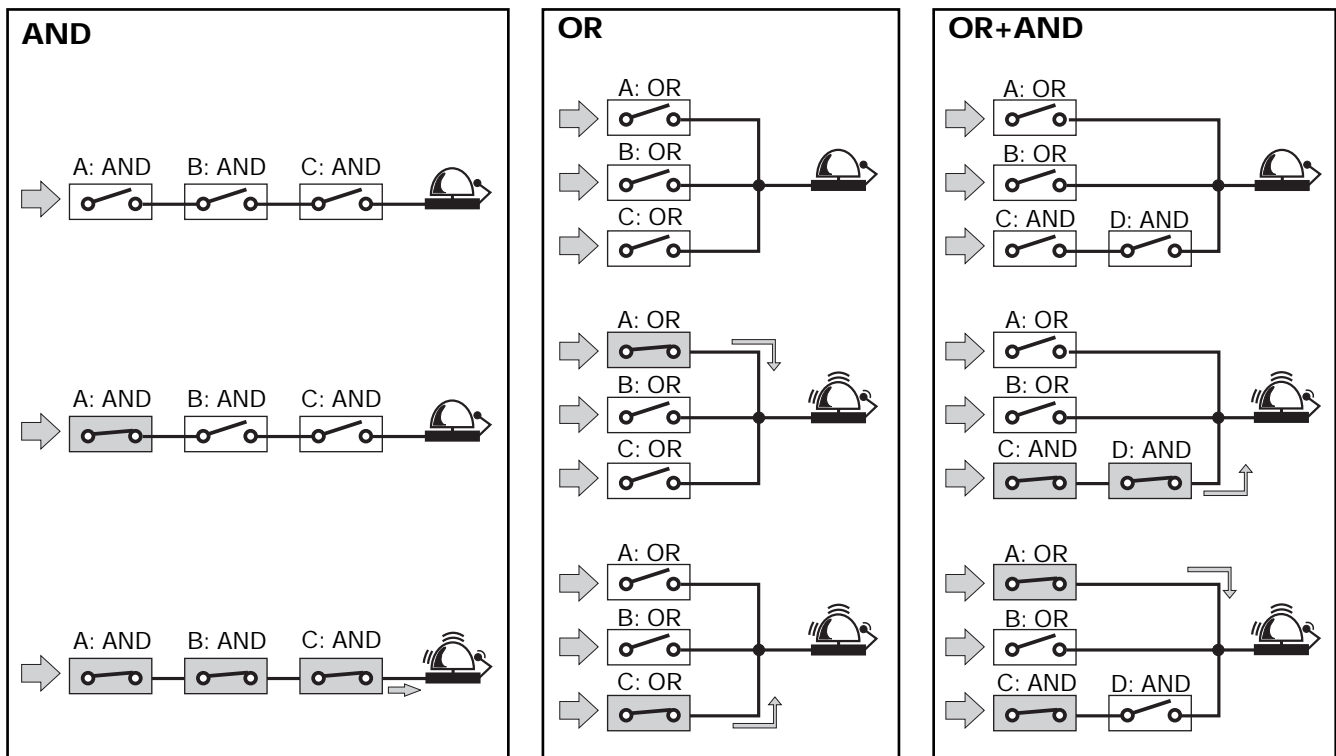 AND
A: AND B: AND C: AND
A: AND B: AND C: AND
A: AND B: AND C: AND
OR
A: OR
B: OR
C: OR
A: OR
B: OR
C: OR
A: OR
B: OR
C: OR
OR+AND
A: OR
B: OR
C: AND D: AND
A: OR
B: OR
C: AND D: AND
A: OR
B: OR
C: AND D: AND